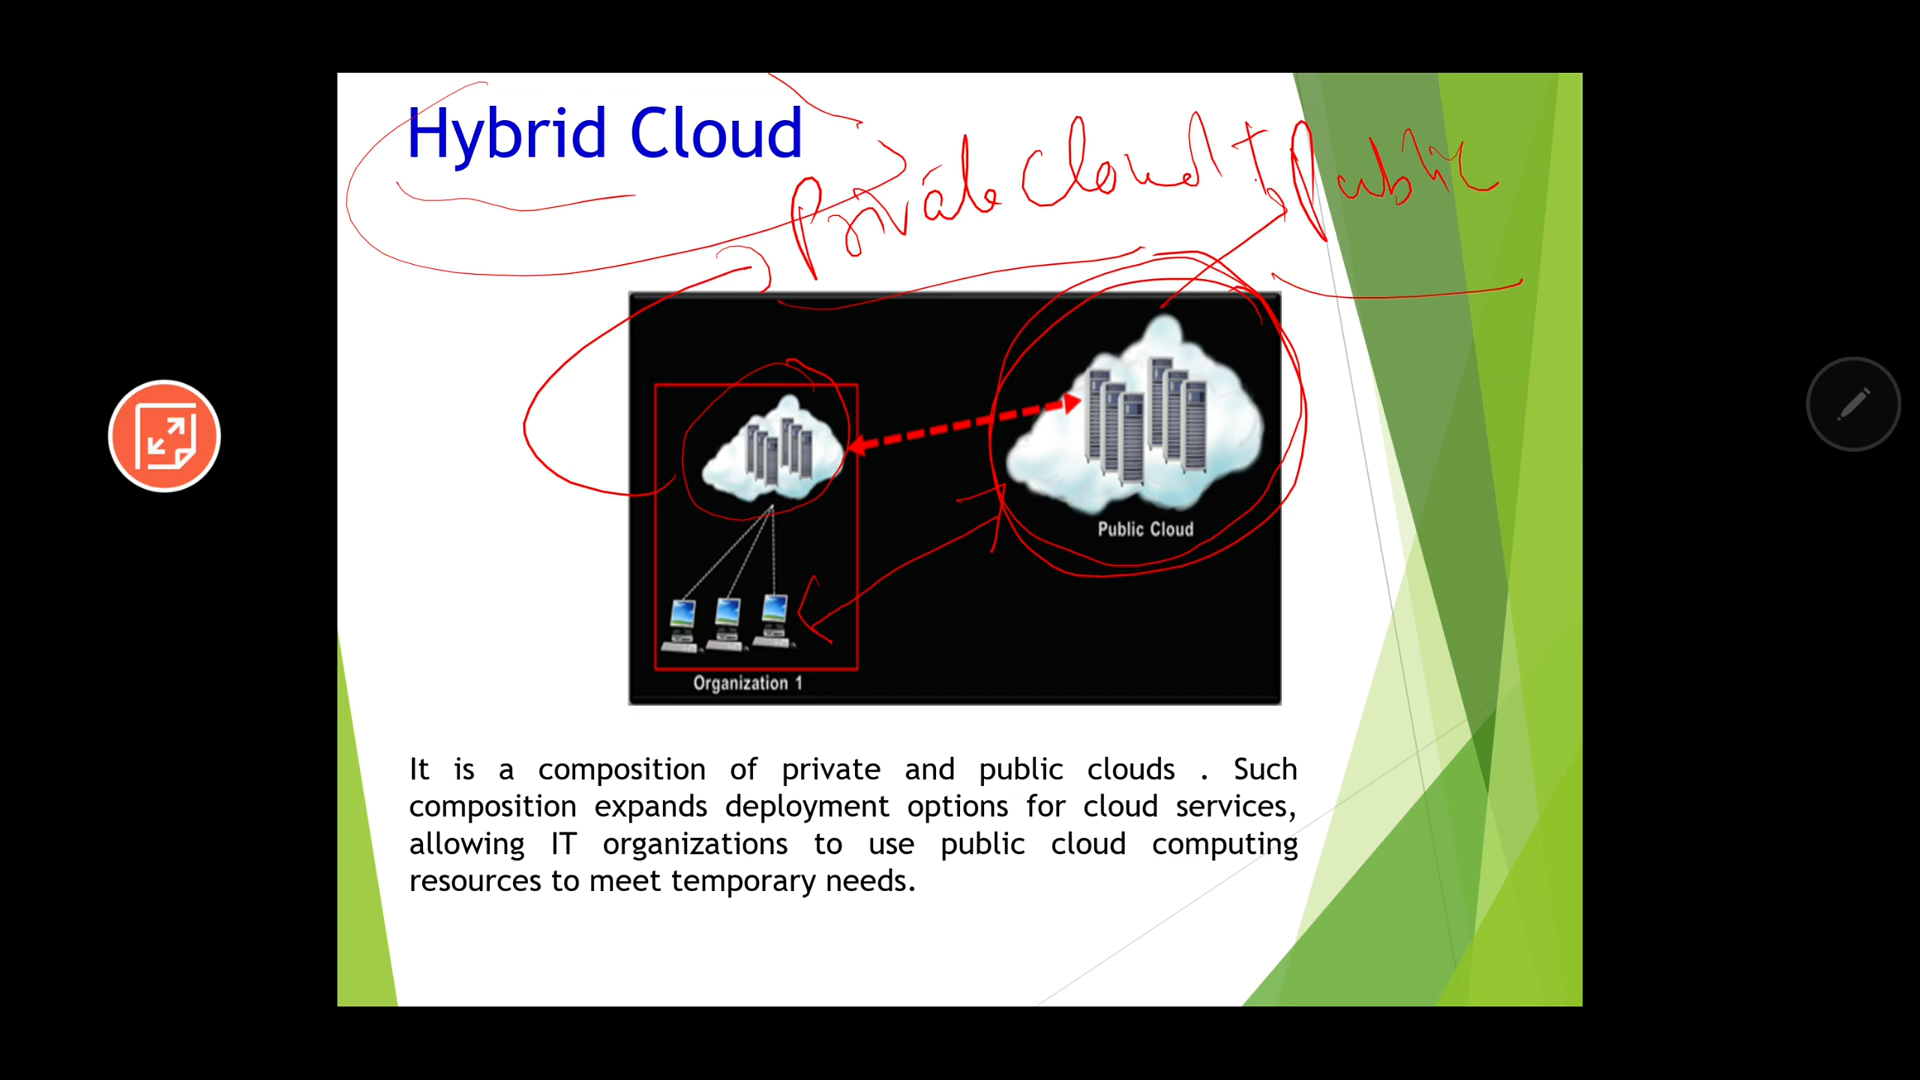 Hybrid Cloud
Private Cloud + Public
Public Cloud
Organization 1
It is a composition of private and public clouds . Such
composition expands deployment options for cloud services,
allowing IT organizations to use public cloud computing
resources to meet temporary needs.